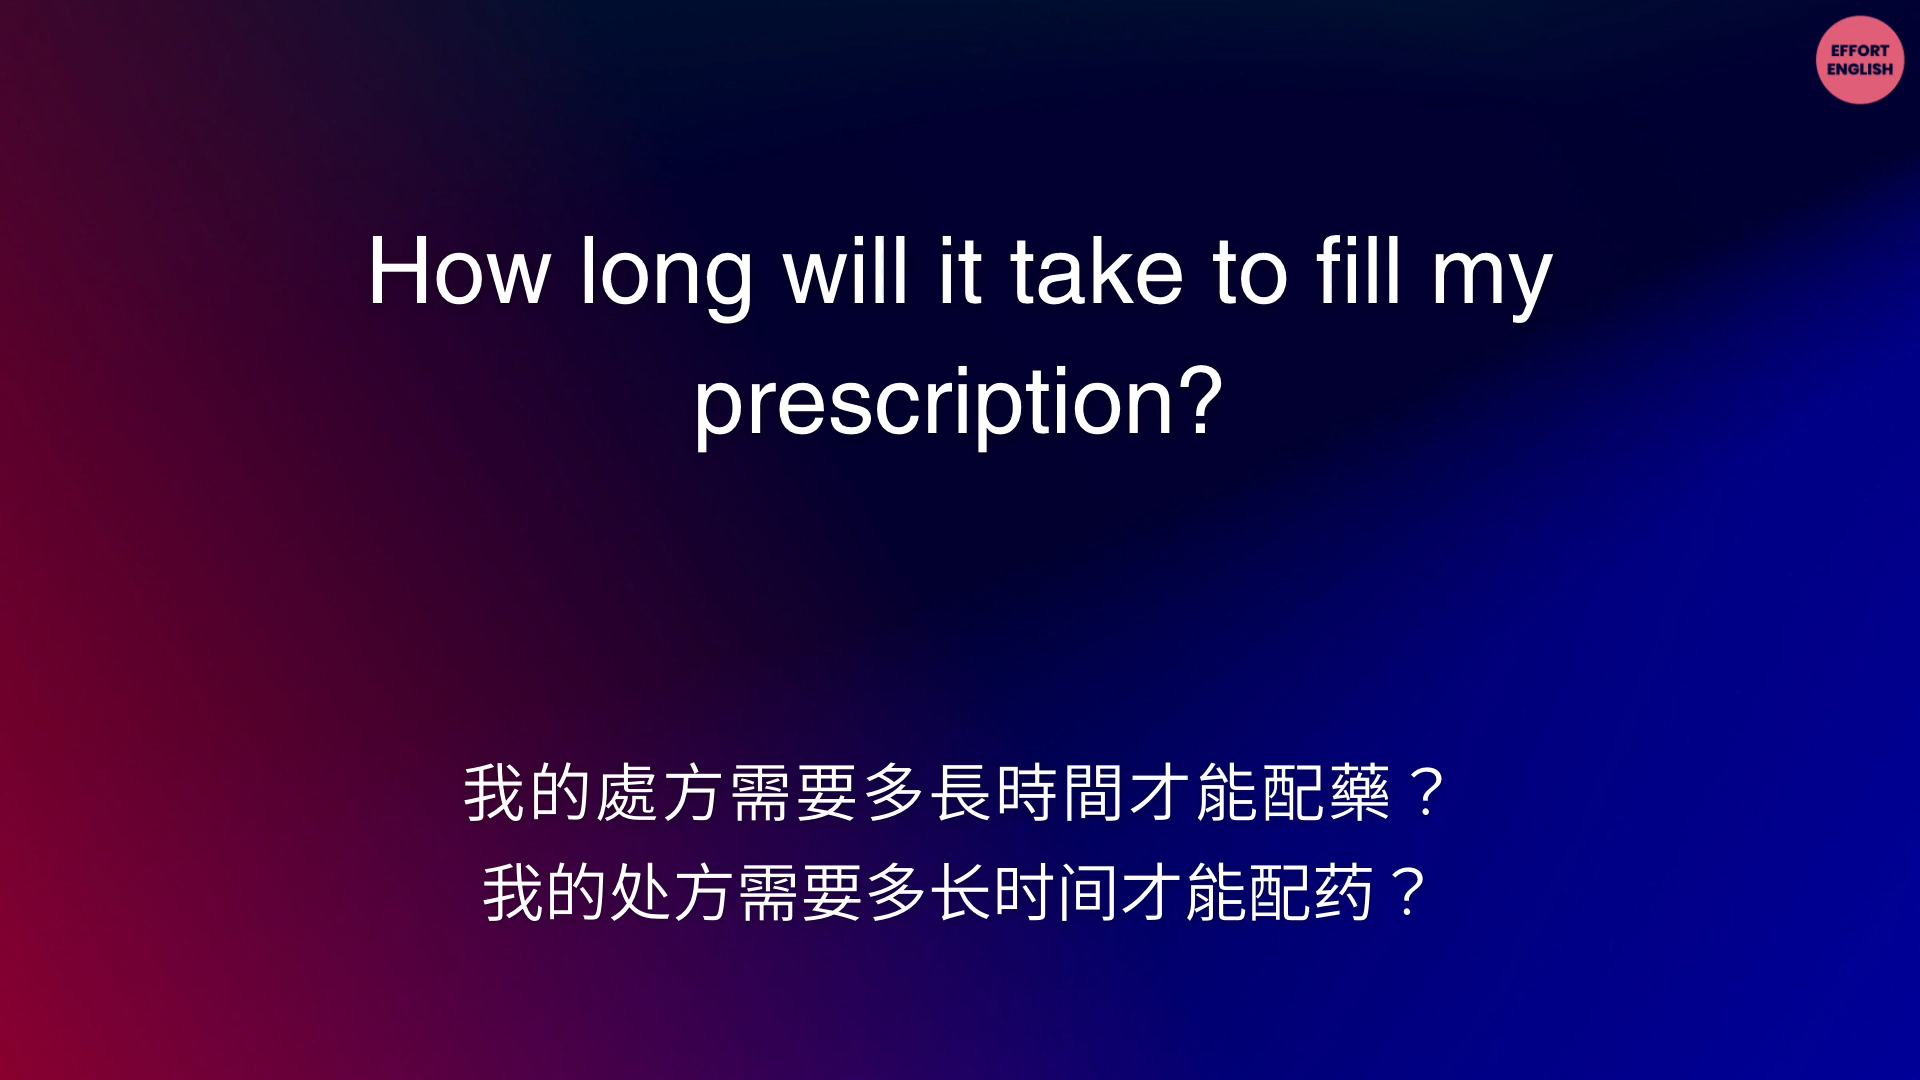 EFFORT
ENGLISH
How long will it take to fill my
prescription?
我的處方需要多長時間才能配藥？
我的处方需要多长时间才能配药？